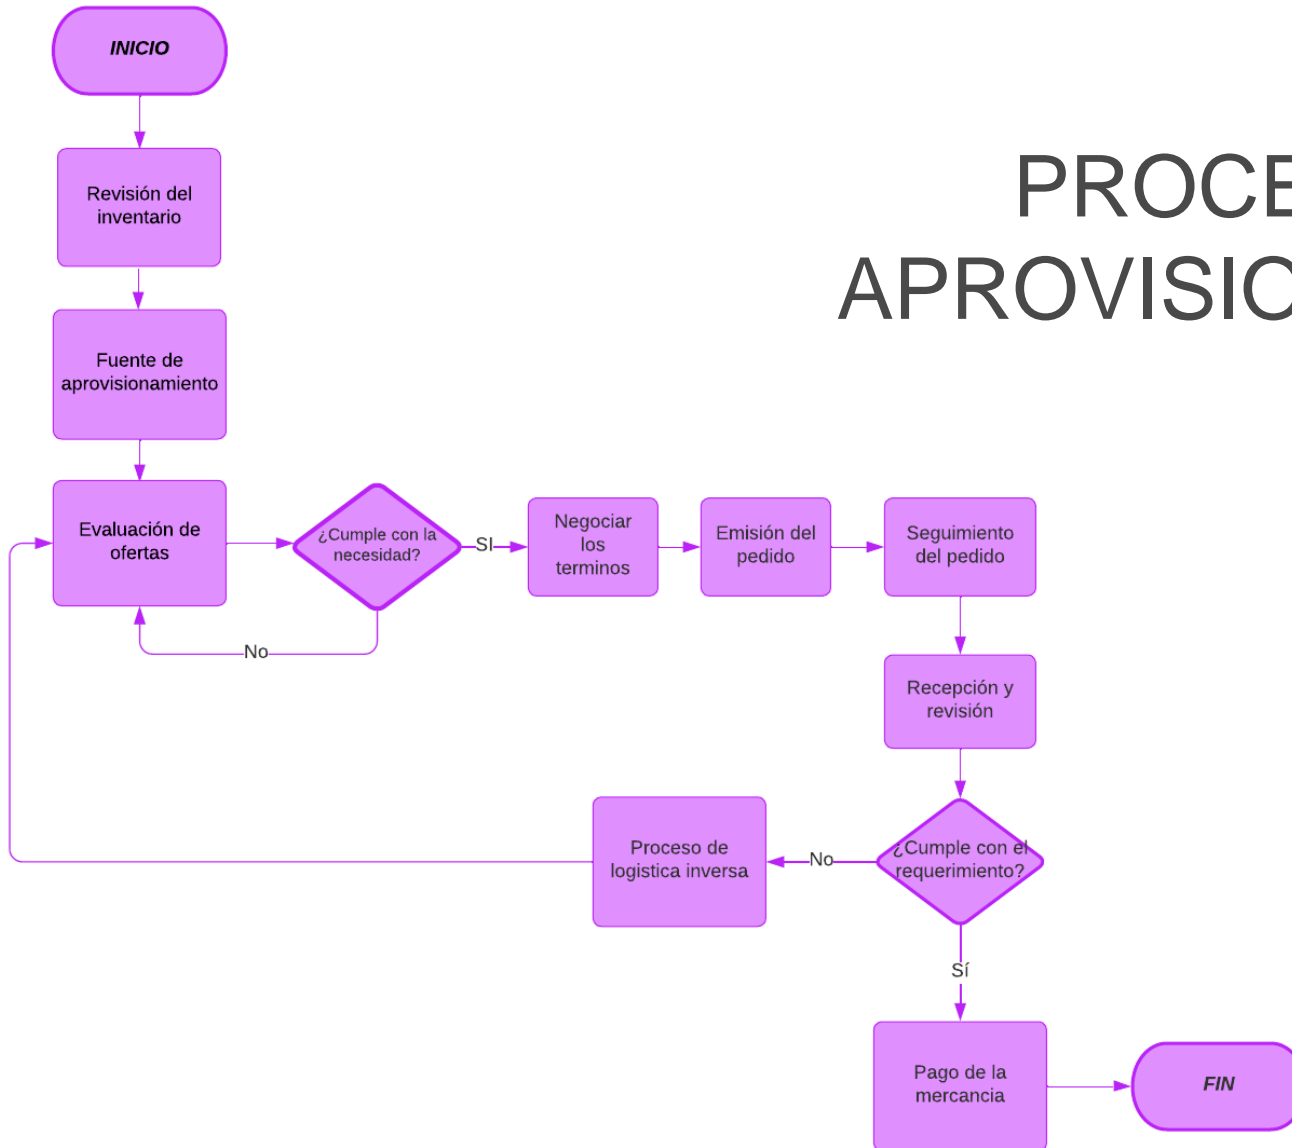 INICIO
PROCE
APROVISIO
Revisión del
inventario
Fuente de
aprovisionamiento
Evaluación de
ofertas
¿Cumple con la
necesidad?
SI
No
Negociar
los
terminos
Emisión del
pedido
Seguimiento
del pedido
Recepción y
revisión
¿Cumple con el
requerimiento?
No
Proceso de
logistica inversa
Sí
Pago de la
mercancia
FIN